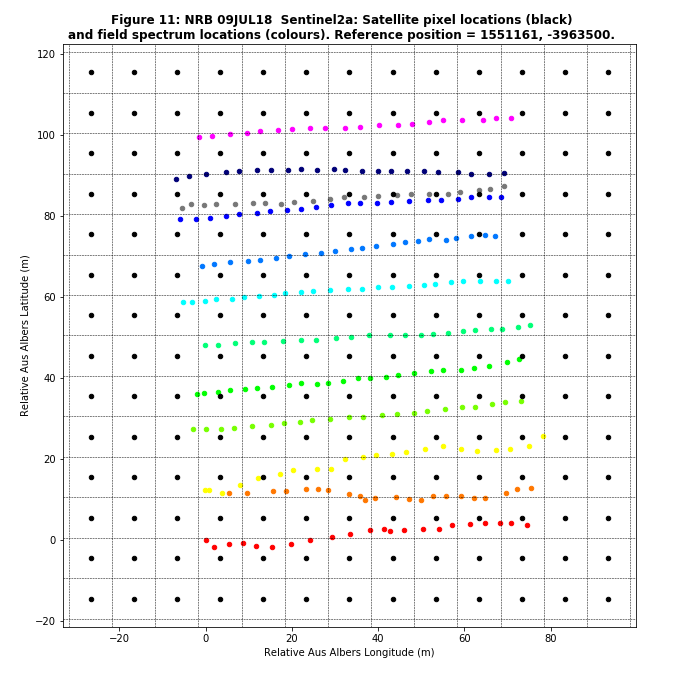 Figure 11: NRB 09JUL18 Sentinel2a: Satellite pixel locations (black)
and field spectrum locations (colours). Reference position = 1551161, -3963500.
120
100
80
60
40
20
0
−20
Relative Aus Albers Latitude (m)
−20 0 20 40 60 80
Relative Aus Albers Longitude (m)